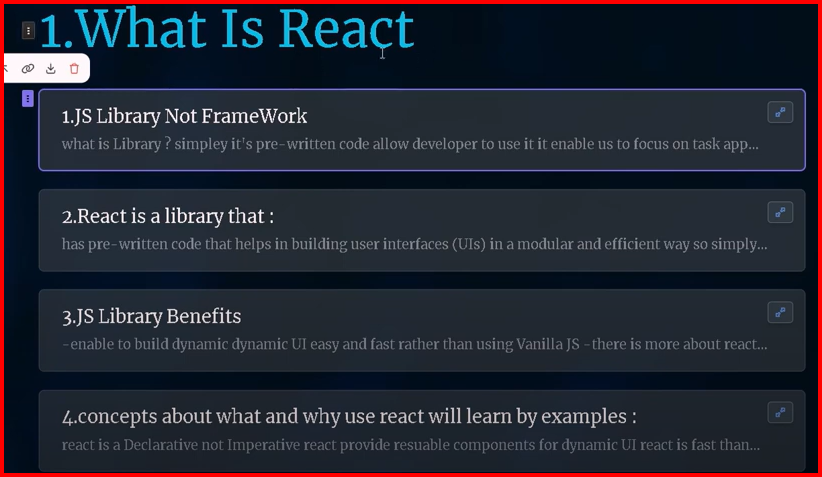 1.What Is React
1.JS Library Not FrameWork
what is Library ? simpley it's pre-written code allow developer to use it it enable us to focus on task app...
2.React is a library that :
has pre-written code that helps in building user interfaces (UIs) in a modular and efficient way so simply...
3.JS Library Benefits
-enable to build dynamic dynamic UI easy and fast rather than using Vanilla JS -there is more about react...
4.concepts about what and why use react will learn by examples :
react is a Declarative not Imperative react provide resuable components for dynamic UI react is fast than...